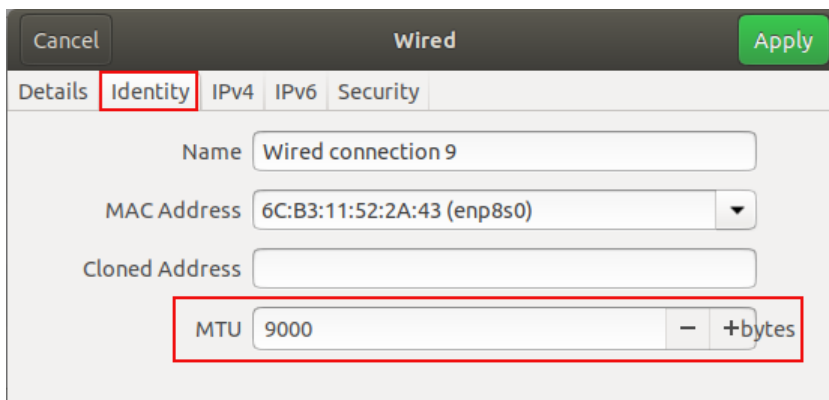 Cancel Wired Apply
Details Identity IPv4 IPv6 Security
Name Wired connection 9
MAC Address 6C:B3:11:52:2A:43 (enp8s0)
Cloned Address
MTU 9000 − + bytes